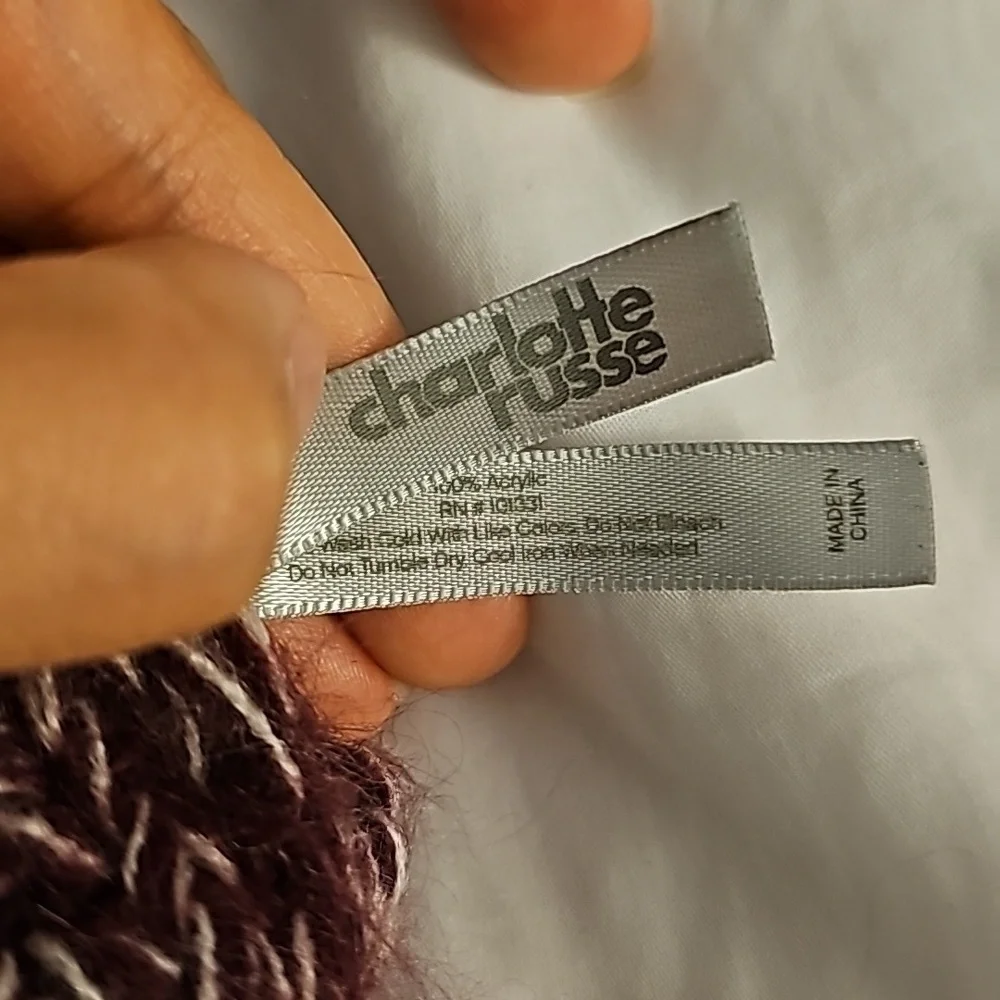 charlotte
russe
100% Acrylic
RN# 101331
Wash Cold With Like Colors, Do Not Bleach
Do Not Tumble Dry, Cool Iron When Needed
MADE IN
CHINA